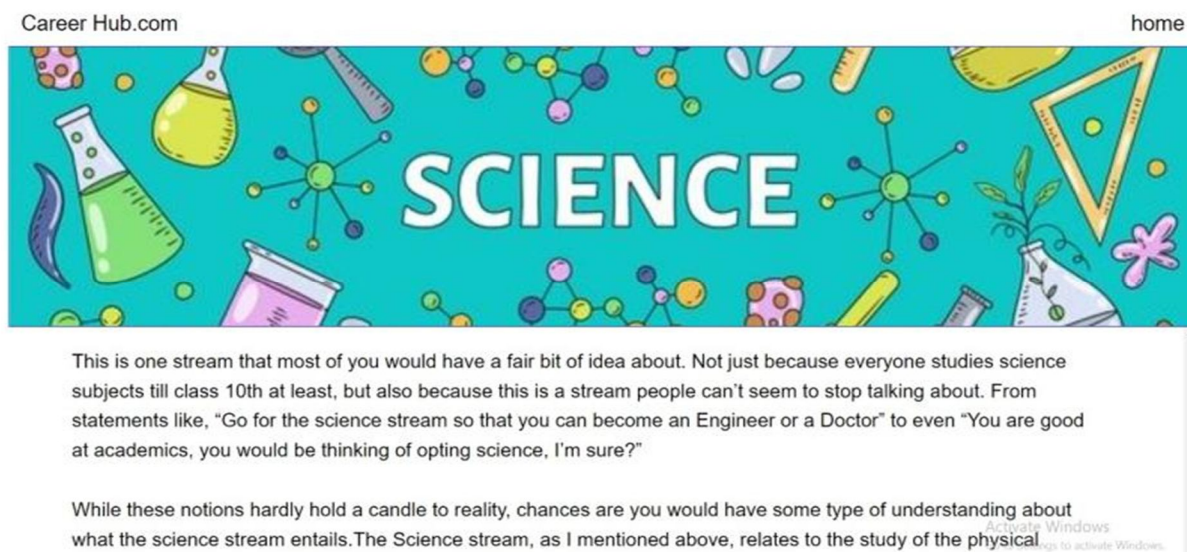 Career Hub.com
home
SCIENCE
This is one stream that most of you would have a fair bit of idea about. Not just because everyone studies science
subjects till class 10th at least, but also because this is a stream people can’t seem to stop talking about. From
statements like, “Go for the science stream so that you can become an Engineer or a Doctor” to even “You are good
at academics, you would be thinking of opting science, I’m sure?”
While these notions hardly hold a candle to reality, chances are you would have some type of understanding about
Activate Windows
what the science stream entails.The Science stream, as I mentioned above, relates to the study of the physical
to activate Windows.